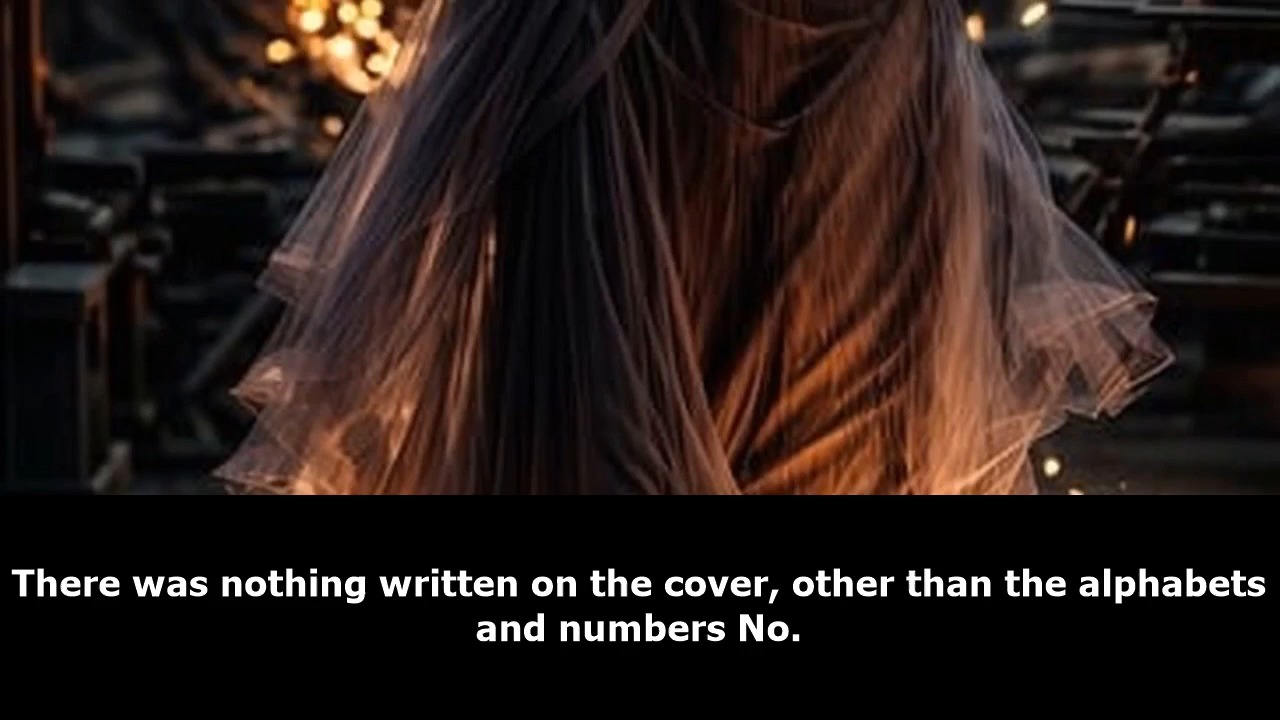 There was nothing written on the cover, other than the alphabets
and numbers No.